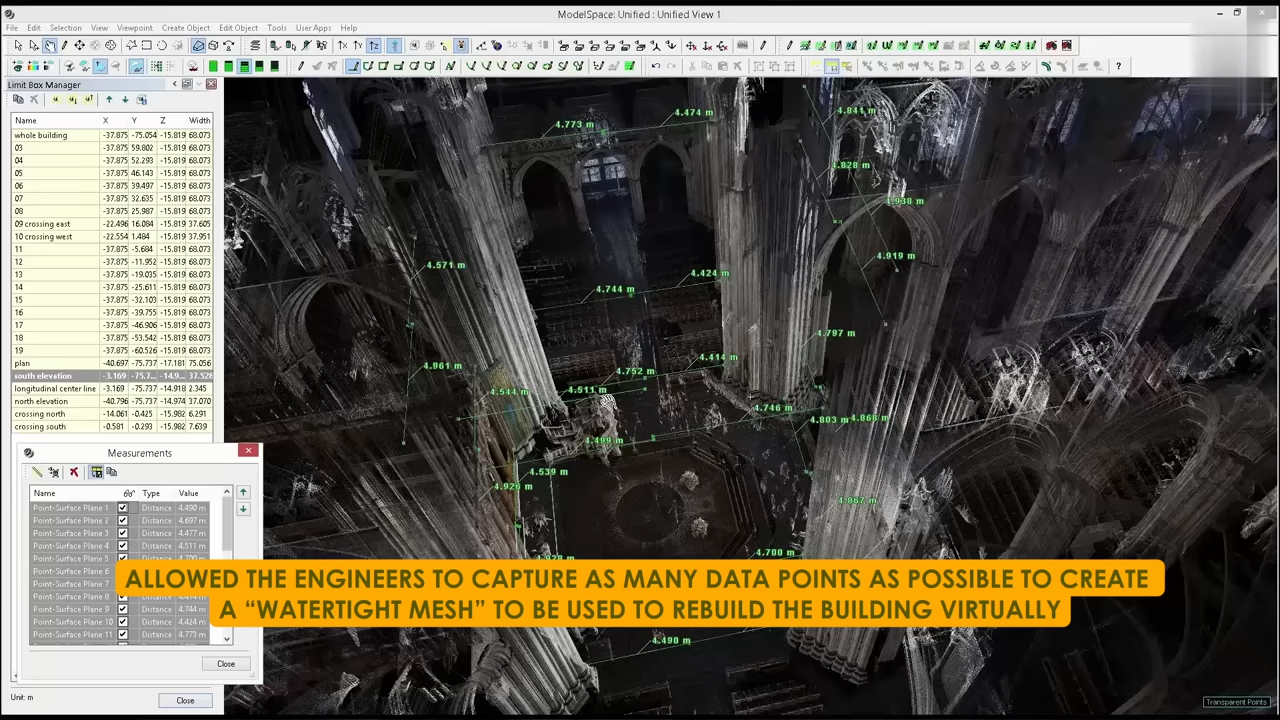 ModelSpace: Unified : Unified View 1
File Edit Selection View Viewpoint Create Object Edit Object Tools User Apps Help
Limit Box Manager
Name X Y Z Width
whole building -37.875 -75.054 -15.819 68.073
03 -37.875 59.802 -15.819 68.073
04 -37.875 52.293 -15.819 68.073
05 -37.875 46.143 -15.819 68.073
06 -37.875 39.497 -15.819 68.073
07 -37.875 32.635 -15.819 68.073
08 -37.875 25.987 -15.819 68.073
09 crossing east -22.496 16.084 -15.819 37.605
10 crossing west -22.554 1.484 -15.819 37.951
11 -37.875 -5.684 -15.819 68.073
12 -37.875 -11.952 -15.819 68.073
13 -37.875 -19.035 -15.819 68.073
14 -37.875 -25.611 -15.819 68.073
15 -37.875 -32.103 -15.819 68.073
16 -37.875 -39.755 -15.819 68.073
17 -37.875 -46.906 -15.819 68.073
18 -37.875 -53.542 -15.819 68.073
19 -37.875 -60.526 -15.819 68.073
plan -40.697 -75.737 -17.181 75.056
south elevation -3.169 -75.7... -14.9... 37.528
longitudinal center line -3.169 -75.737 -14.918 2.345
north elevation -40.796 -75.737 -14.974 37.070
crossing north -14.061 -0.425 -15.982 6.291
crossing south -0.581 -0.293 -15.982 7.639
4.773 m
4.474 m
4.841 m
4.828 m
4.938 m
4.919 m
4.571 m
4.424 m
4.744 m
4.797 m
4.414 m
4.961 m
4.752 m
4.544 m
4.511 m
4.746 m
4.803 m
4.868 m
4.499 m
4.539 m
4.926 m
4.867 m
4.700 m
4.490 m
Measurements
Name Type Value
Point-Surface Plane 1 Distance 4.490 m
Point-Surface Plane 2 Distance 4.697 m
Point-Surface Plane 3 Distance 4.477 m
Point-Surface Plane 4 Distance 4.511 m
Point-Surface Plane 5 Distance 4.700 m
Point-Surface Plane 6
Point-Surface Plane 7
Point-Surface Plane 8
Point-Surface Plane 9 Distance 4.744 m
Point-Surface Plane 10 Distance 4.424 m
Point-Surface Plane 11 Distance 4.773 m
ALLOWED THE ENGINEERS TO CAPTURE AS MANY DATA POINTS AS POSSIBLE TO CREATE
A “WATERTIGHT MESH” TO BE USED TO REBUILD THE BUILDING VIRTUALLY
Close
Unit: m
Close
Transparent Points